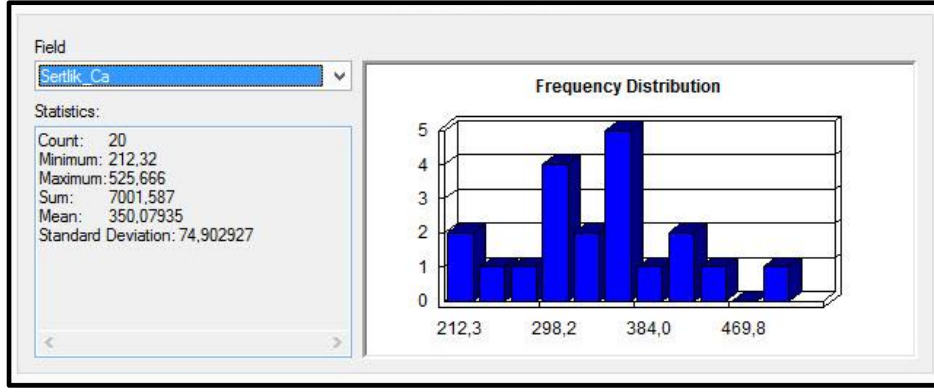 Field
Sertlik_Ca
Statistics:
Count: 20
Minimum: 212,32
Maximum: 525,666
Sum: 7001,587
Mean: 350,07935
Standard Deviation: 74,902927
Frequency Distribution
5
4
3
2
1
0
212,3 298,2 384,0 469,8